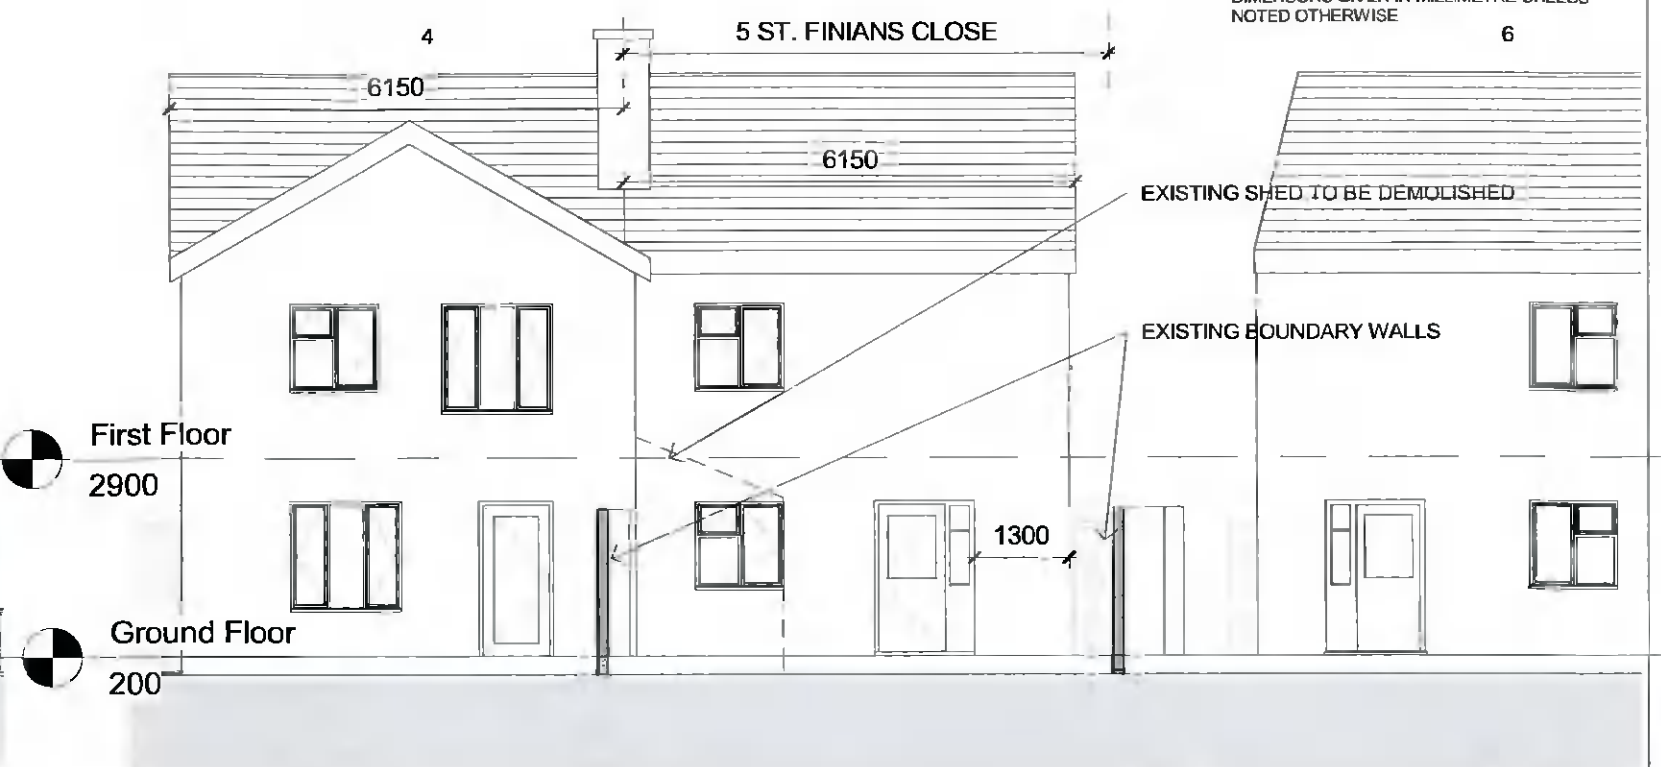 NOTED OTHERWISE
4
5 ST. FINIANS CLOSE
6
6150
6150
EXISTING SHED TO BE DEMOLISHED
EXISTING BOUNDARY WALLS
First Floor
2900
1300
Ground Floor
200